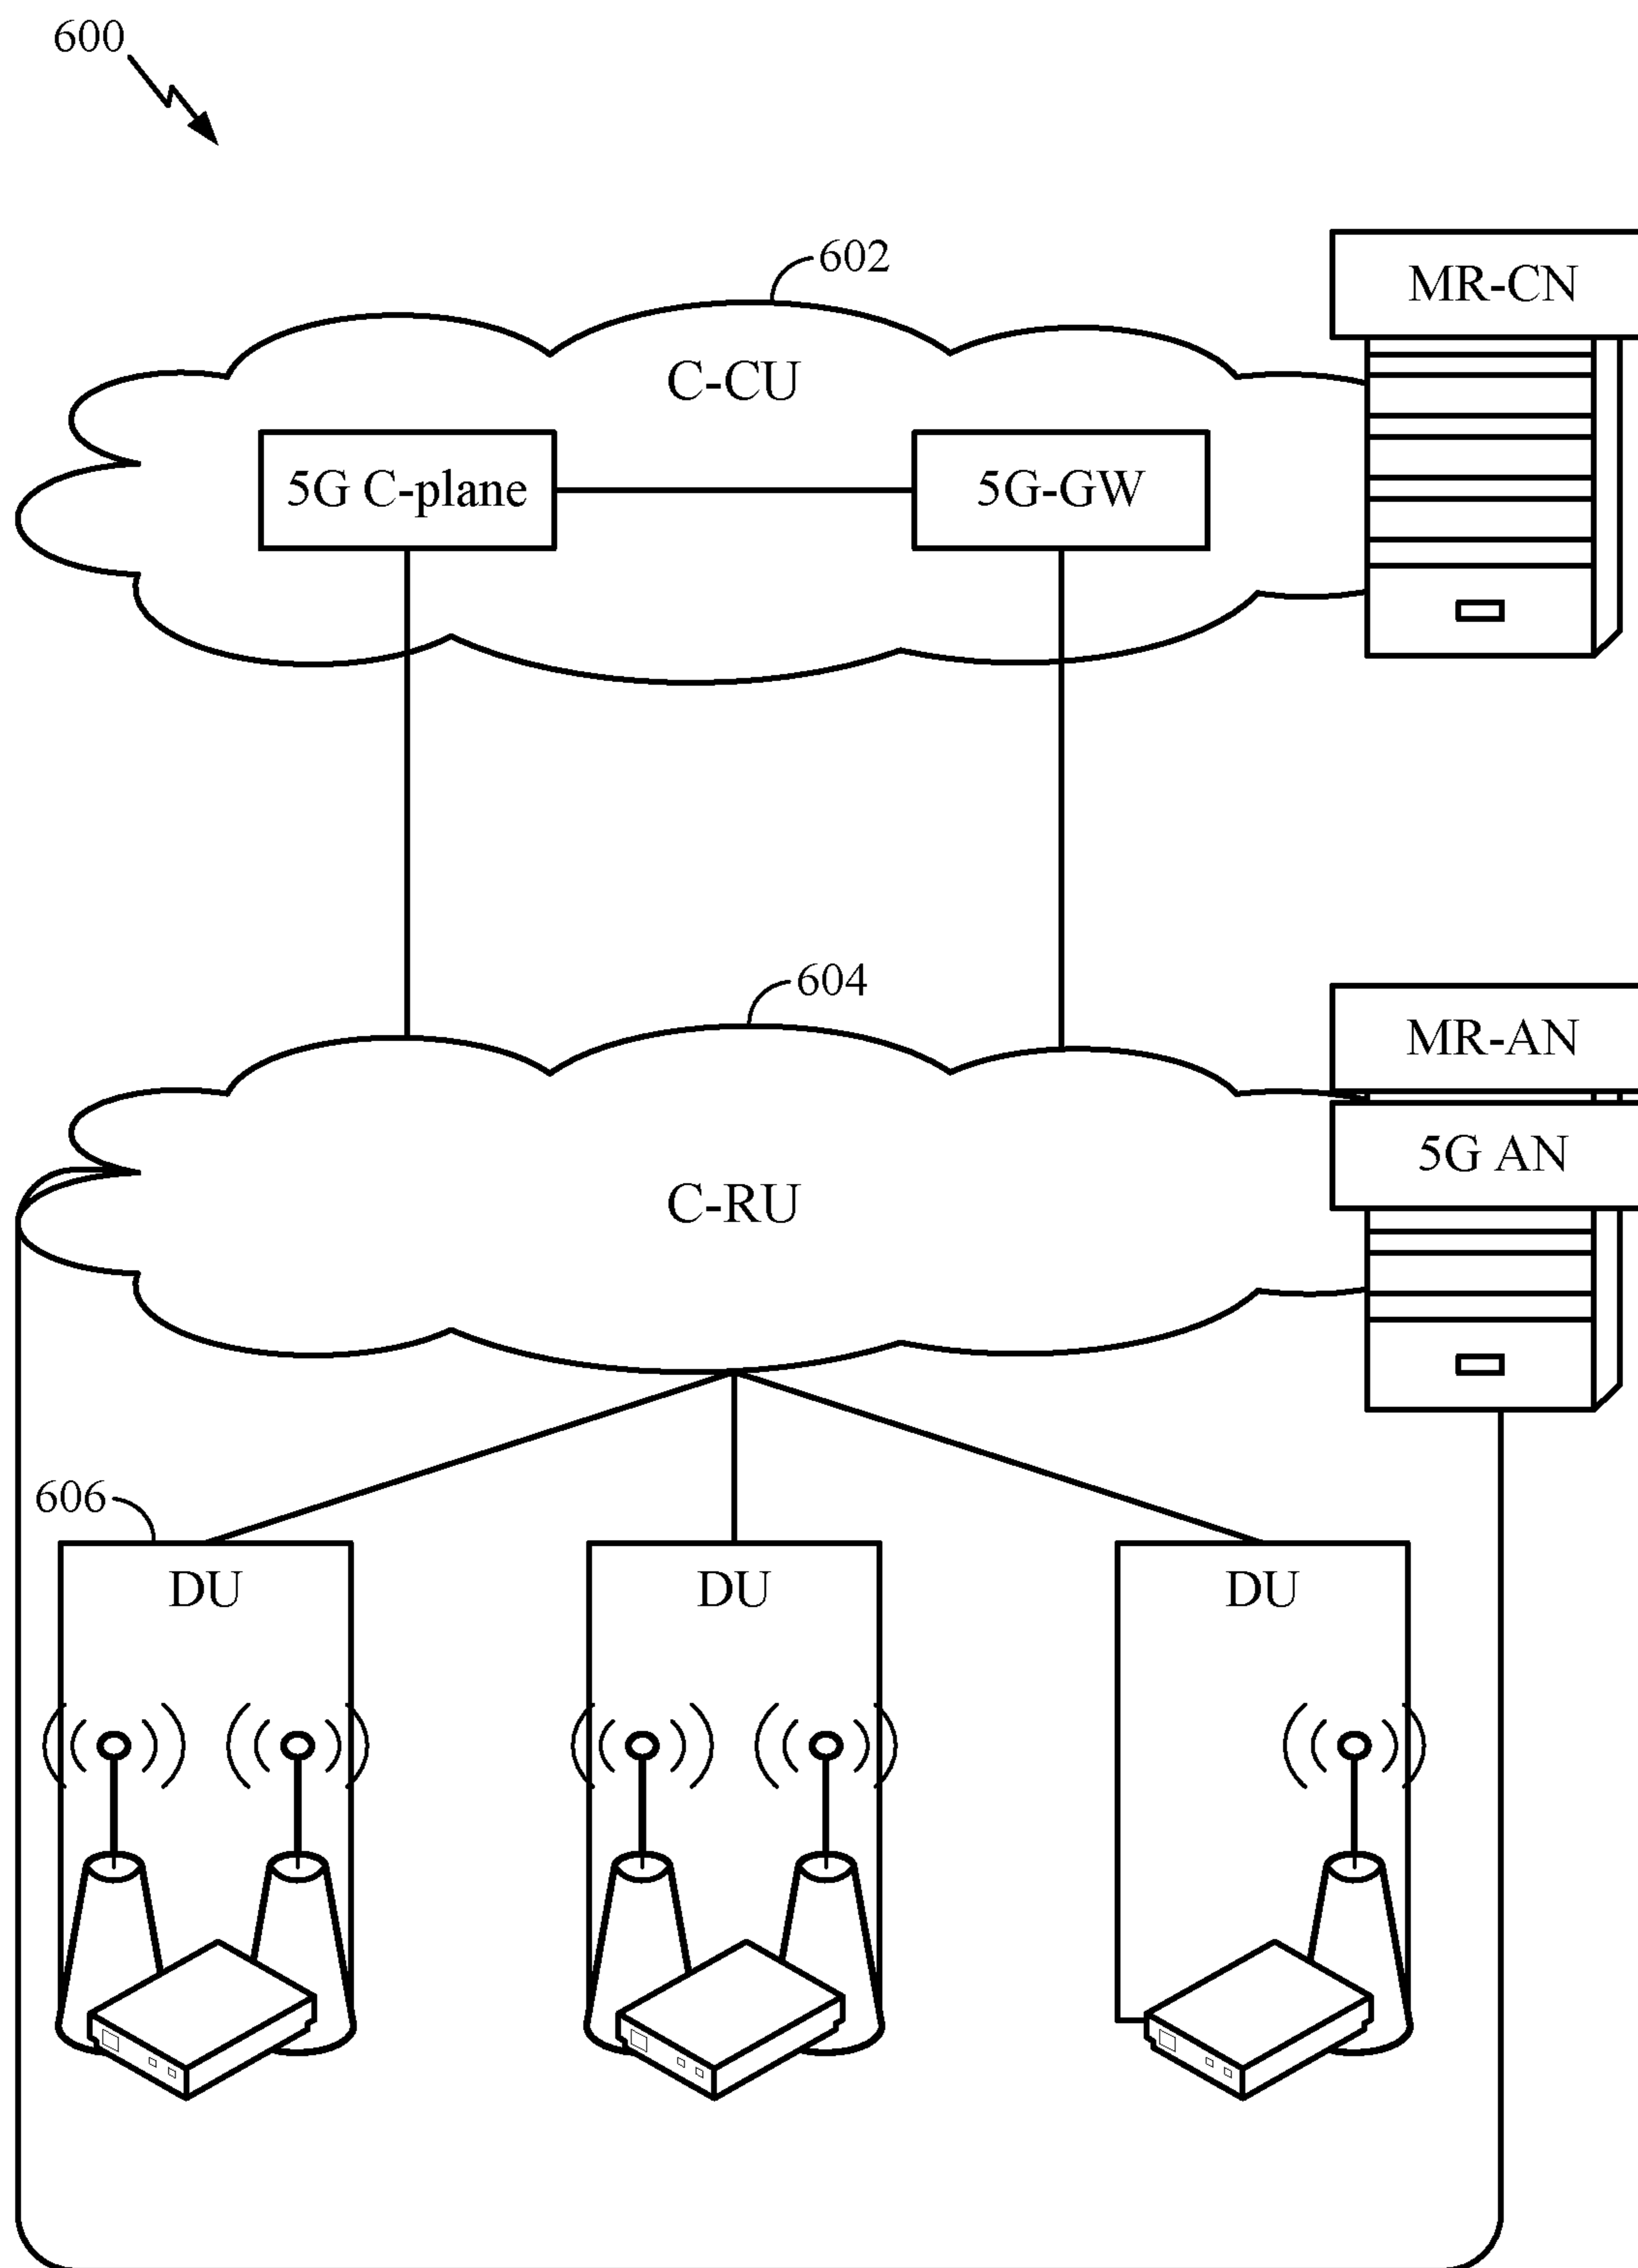 600
602
MR-CN
C-CU
5G C-plane
5G-GW
604
MR-AN
5G AN
C-RU
606
DU
DU
DU